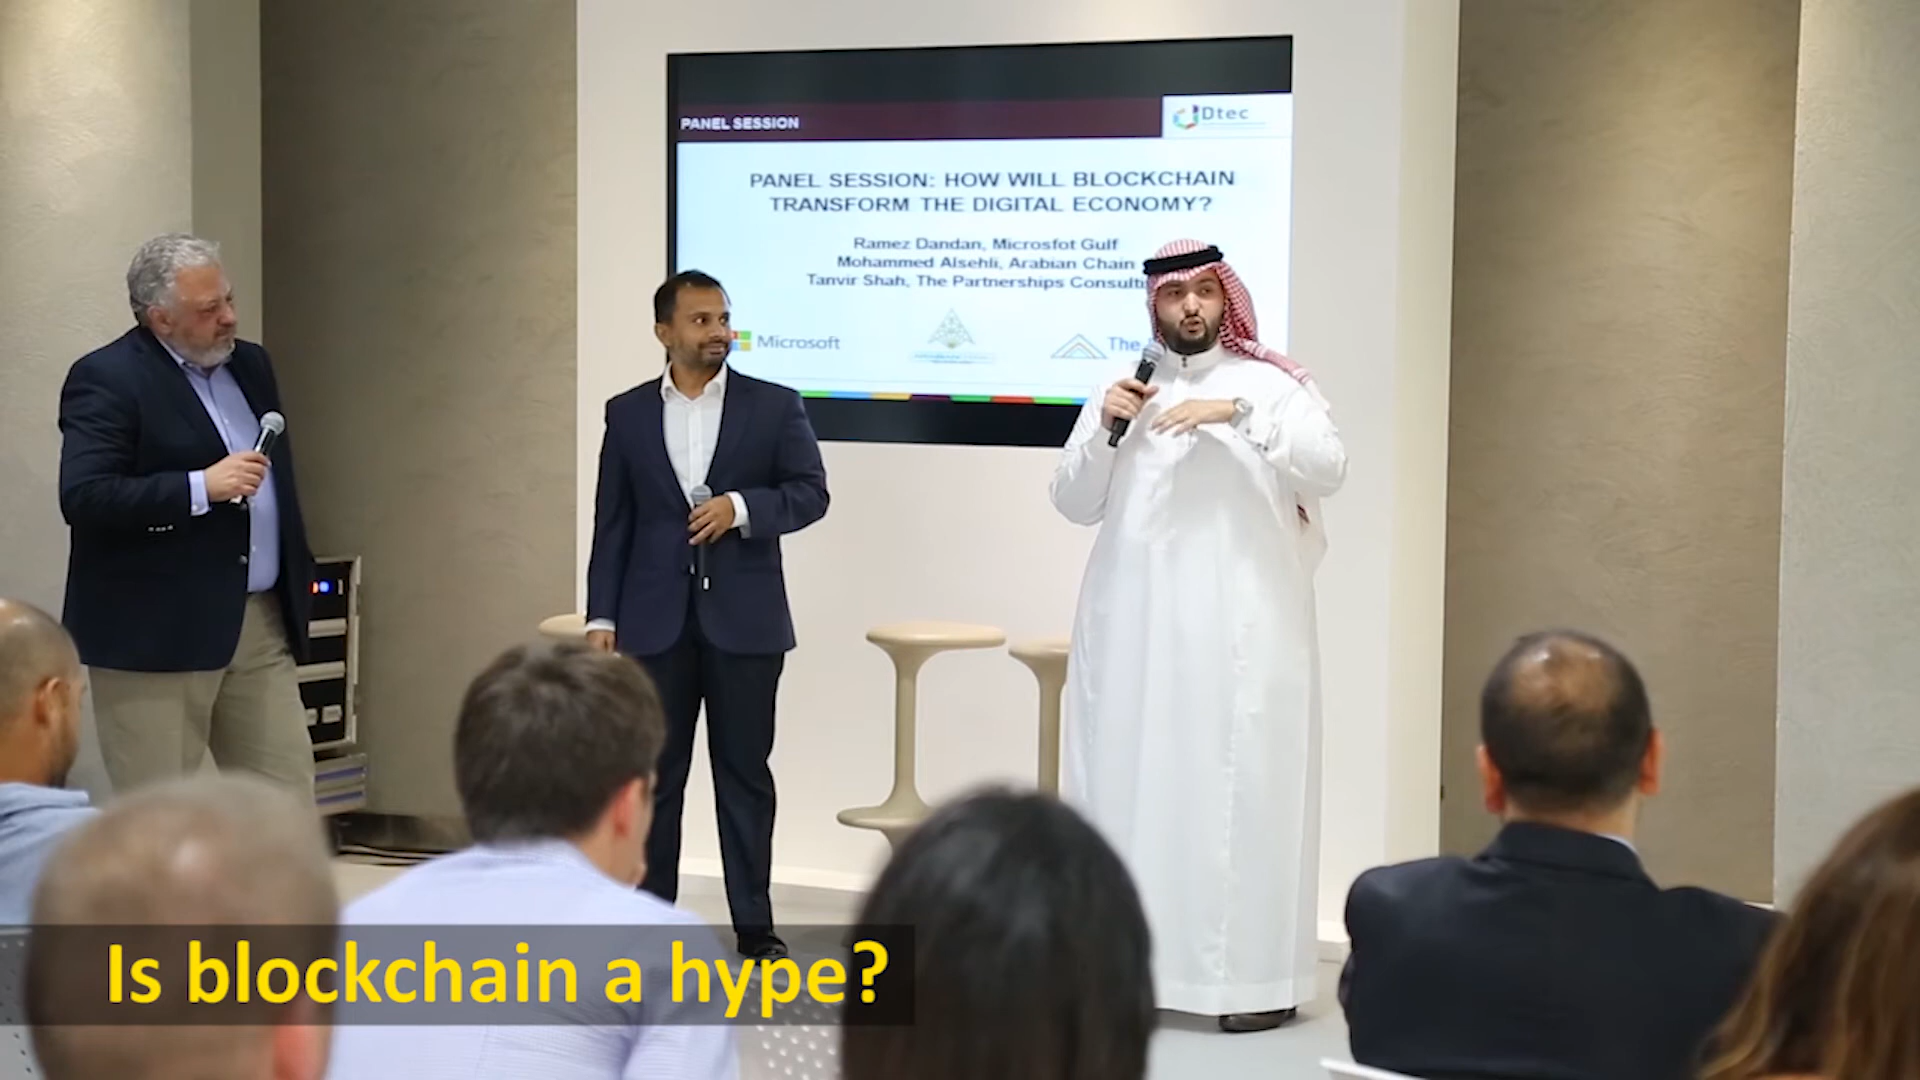 PANEL SESSION
Dtec
PANEL SESSION: HOW WILL BLOCKCHAIN
TRANSFORM THE DIGITAL ECONOMY?
Ramez Dandan, Microsfot Gulf
Mohammed Alsehli, Arabian Chain
Tanvir Shah, The Partnerships
Microsoft
The
Is blockchain a hype?